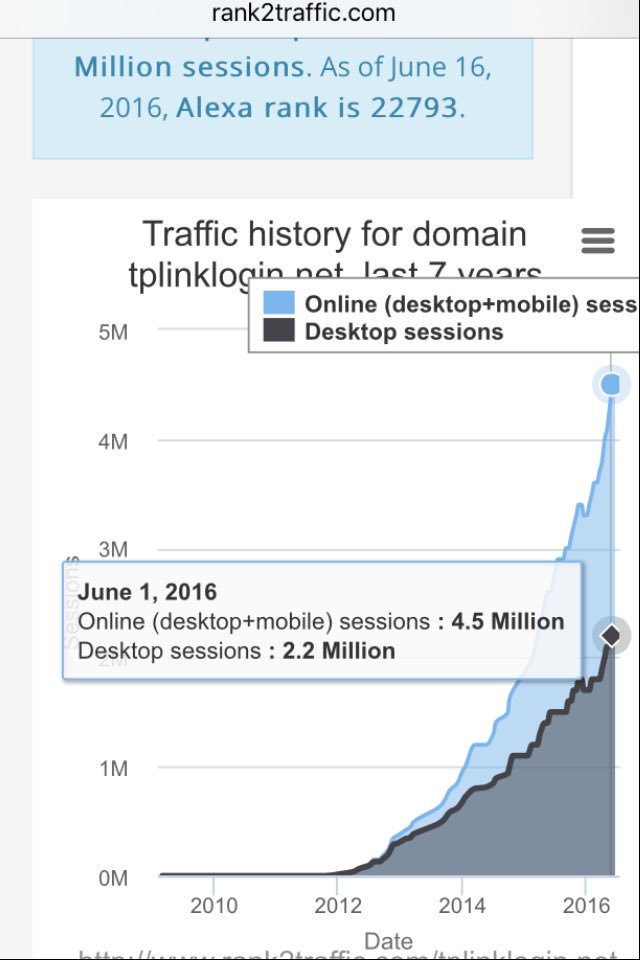 rank2traffic.com
Million sessions. As of June 16,
2016, Alexa rank is 22793.
Traffic history for domain
tplinklogin.net, last 7 years
Online (desktop+mobile) sess
Desktop sessions
5M
4M
3M
Sessions
June 1, 2016
Online (desktop+mobile) sessions : 4.5 Million
Desktop sessions : 2.2 Million
2M
1M
0M
2010 2012 2014 2016
Date
http://www.rank2traffic.com/tplinklogin.net